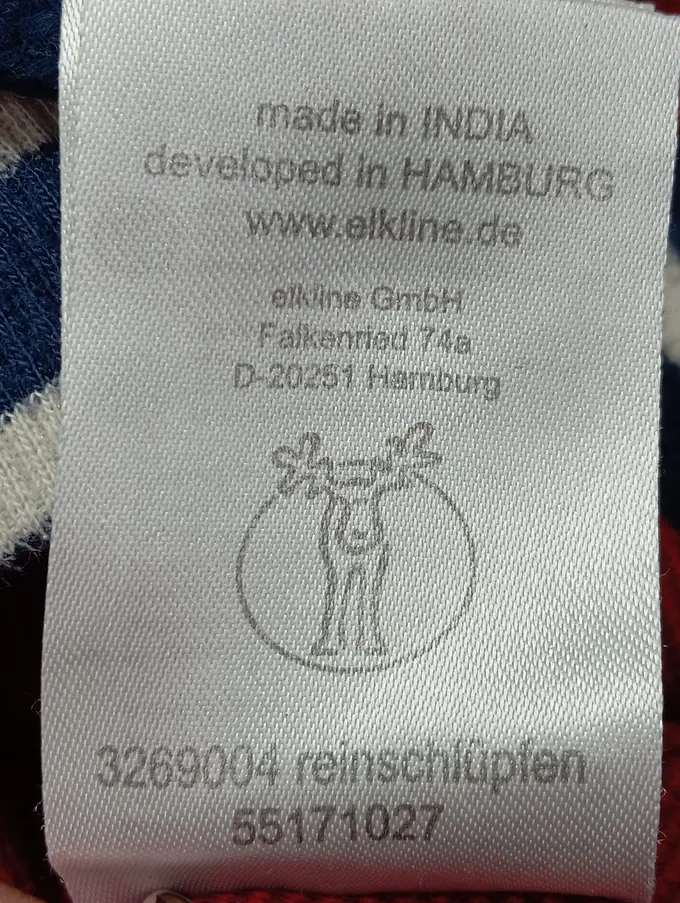 made in INDIA
developed in HAMBURG
www.elkline.de
elkline GmbH
Falkenried 74a
D-20251 Hamburg
3269004 reinschlüpfen
55171027